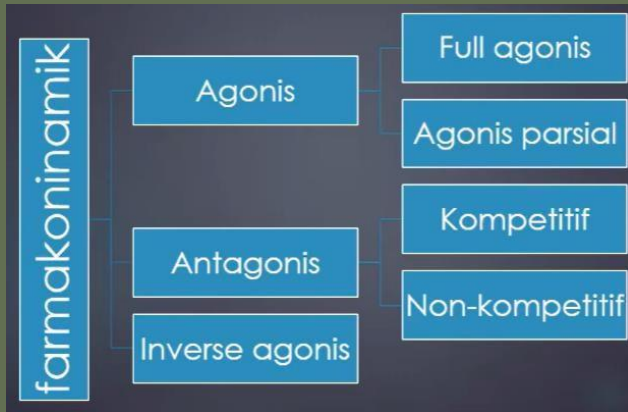 farmakoninamik
Agonis
Full agonis
Agonis parsial
Antagonis
Kompetitif
Non-kompetitif
Inverse agonis